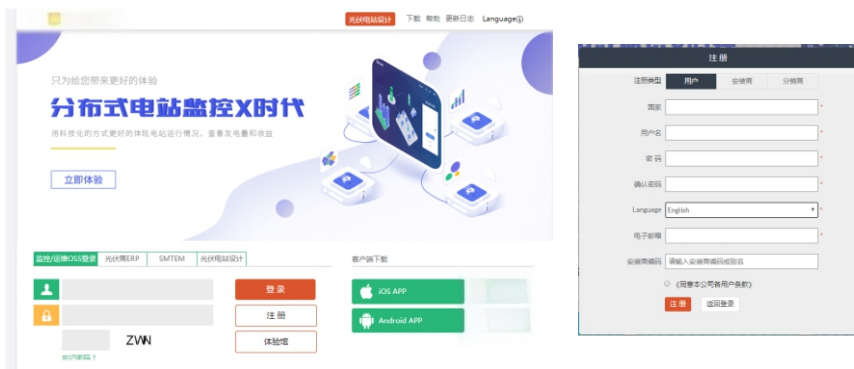 光伏电站设计 下载 帮助 更新日志 Language
只为给您带来更好的体验
分布式电站监控X时代
用科技化的方式更好的体现电站运行情况，查看发电量和收益
立即体验
监控/运维OSS登录 光伏商ERP SMTEM 光伏电站设计
客户端下载
登录
iOS APP
注册
Android APP
体验馆
忘记密码？
注册
注册类型 用户 安装商 分销商
国家 *
用户名 *
密码 *
确认密码 *
Language English *
电子邮箱 *
安装商编码 请输入安装商编码或别名
《同意本公司各用户条款》
注册 返回登录